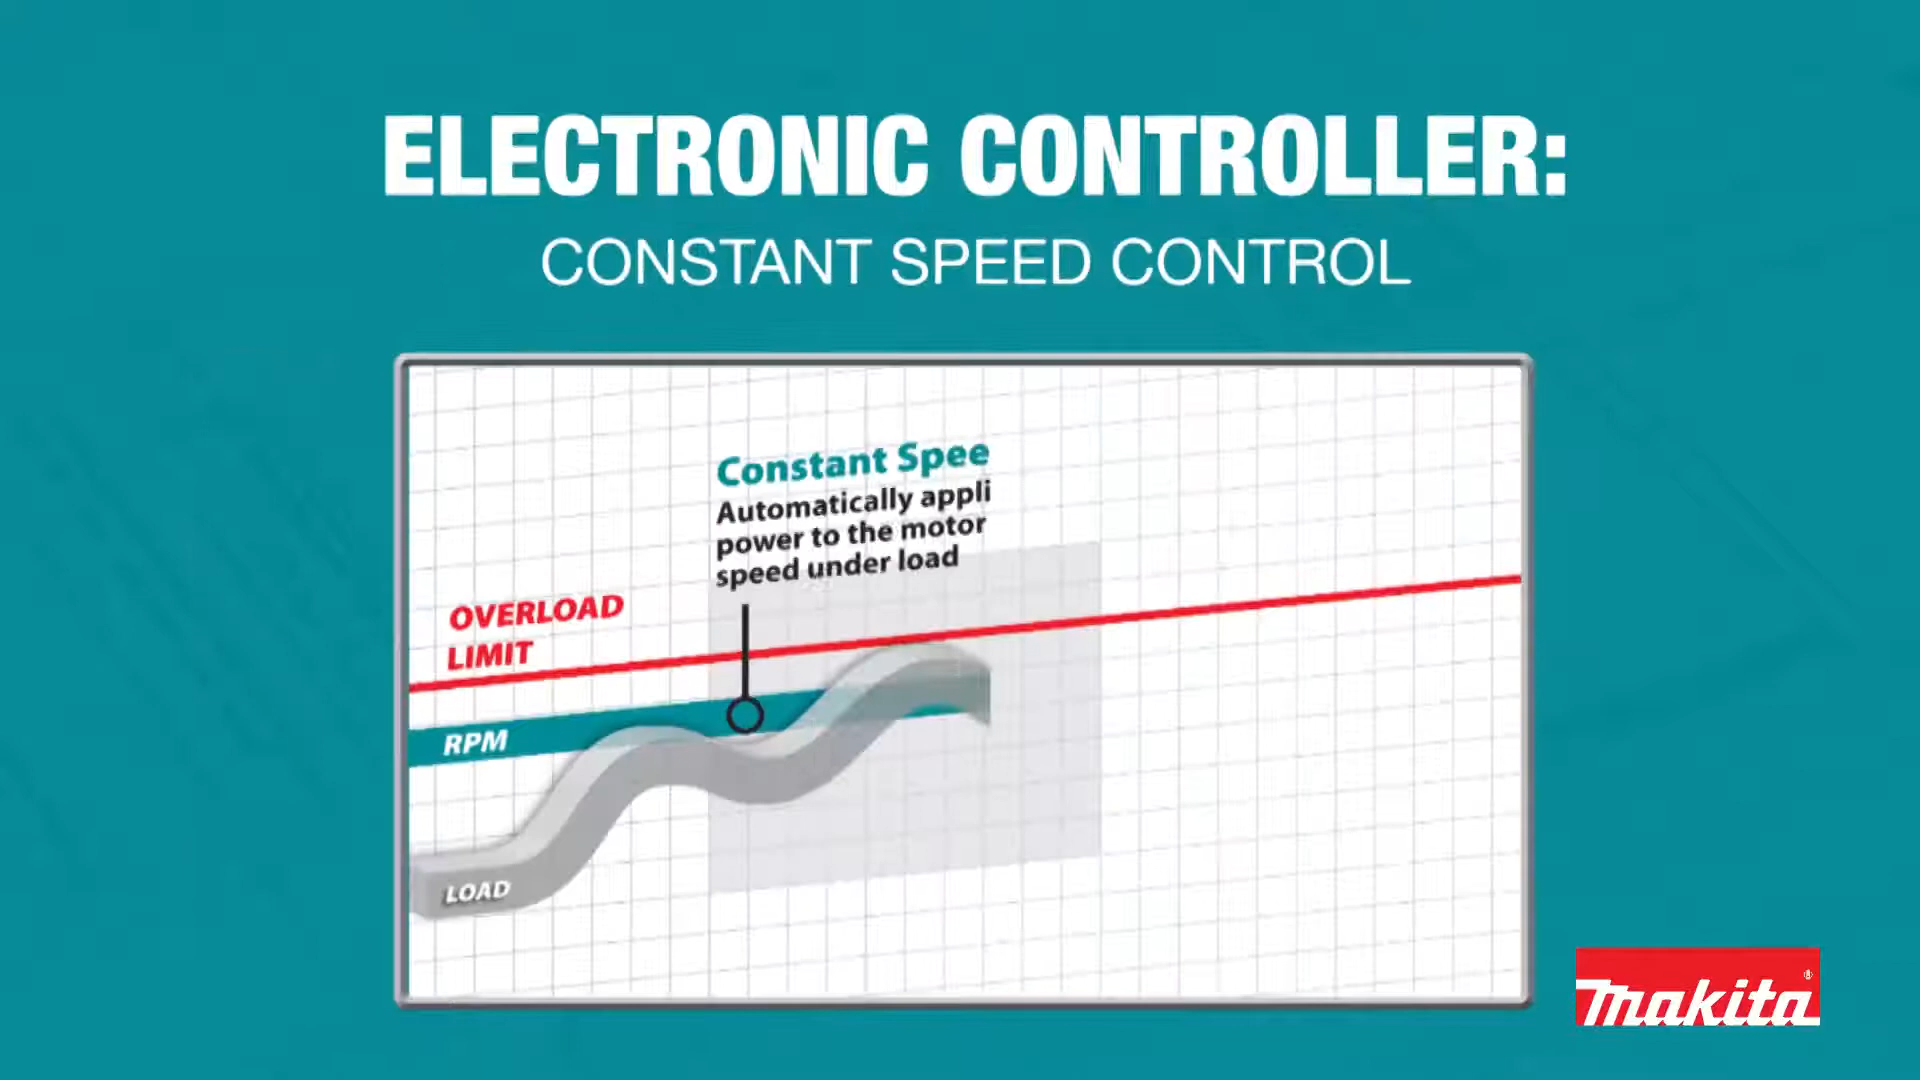 ELECTRONIC CONTROLLER:
CONSTANT SPEED CONTROL
Constant Spee
Automatically appli
power to the motor
speed under load
OVERLOAD
LIMIT
RPM
LOAD
Makita®